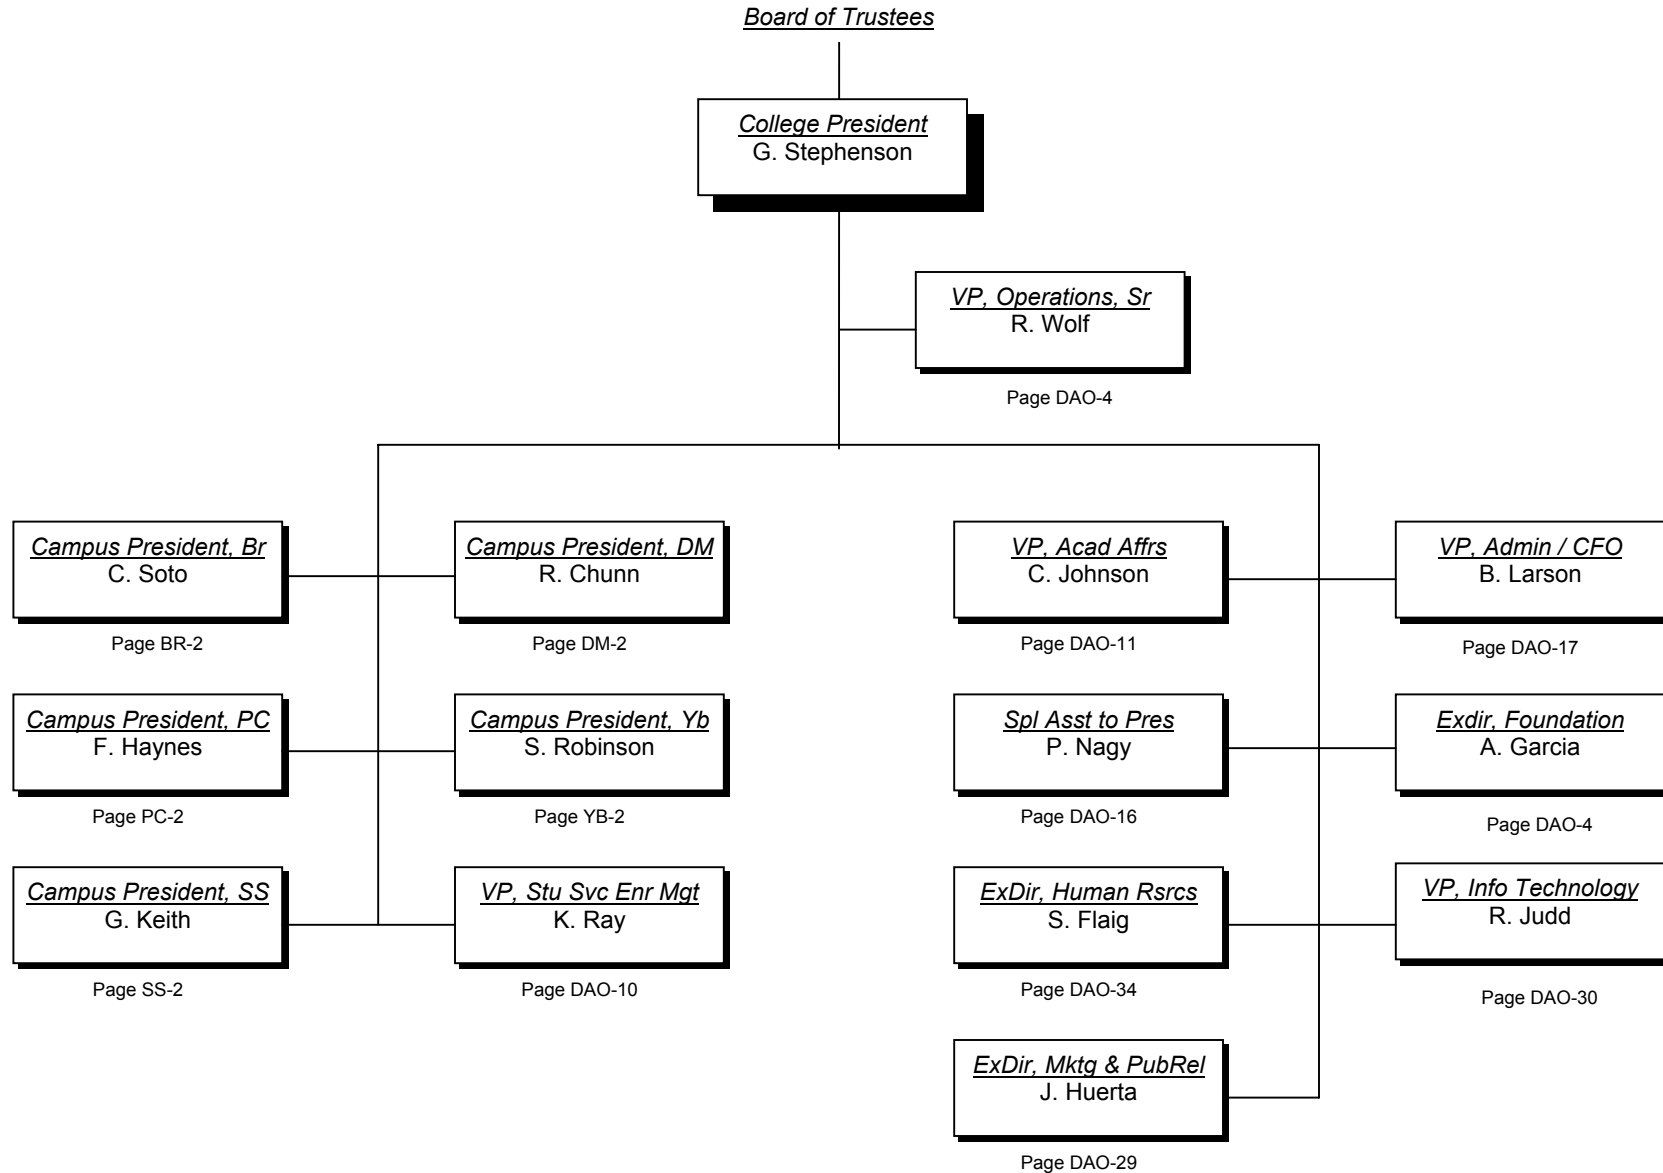 Board of Trustees
College President
G. Stephenson
VP, Operations, Sr
R. Wolf
Page DAO-4
Campus President, Br
C. Soto
Page BR-2
Campus President, DM
R. Chunn
Page DM-2
VP, Acad Affrs
C. Johnson
Page DAO-11
VP, Admin / CFO
B. Larson
Page DAO-17
Campus President, PC
F. Haynes
Page PC-2
Campus President, Yb
S. Robinson
Page YB-2
Spl Asst to Pres
P. Nagy
Page DAO-16
Exdir, Foundation
A. Garcia
Page DAO-4
Campus President, SS
G. Keith
Page SS-2
VP, Stu Svc Enr Mgt
K. Ray
Page DAO-10
ExDir, Human Rsrcs
S. Flaig
Page DAO-34
VP, Info Technology
R. Judd
Page DAO-30
ExDir, Mktg & PubRel
J. Huerta
Page DAO-29